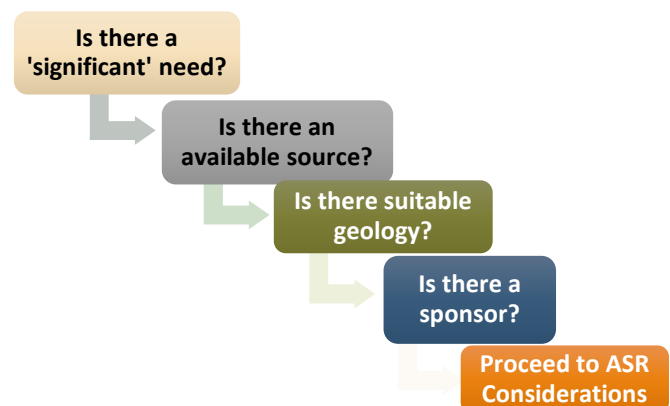 Is there a
'significant' need?
Is there an
available source?
Is there suitable
geology?
Is there a
sponsor?
Proceed to ASR
Considerations